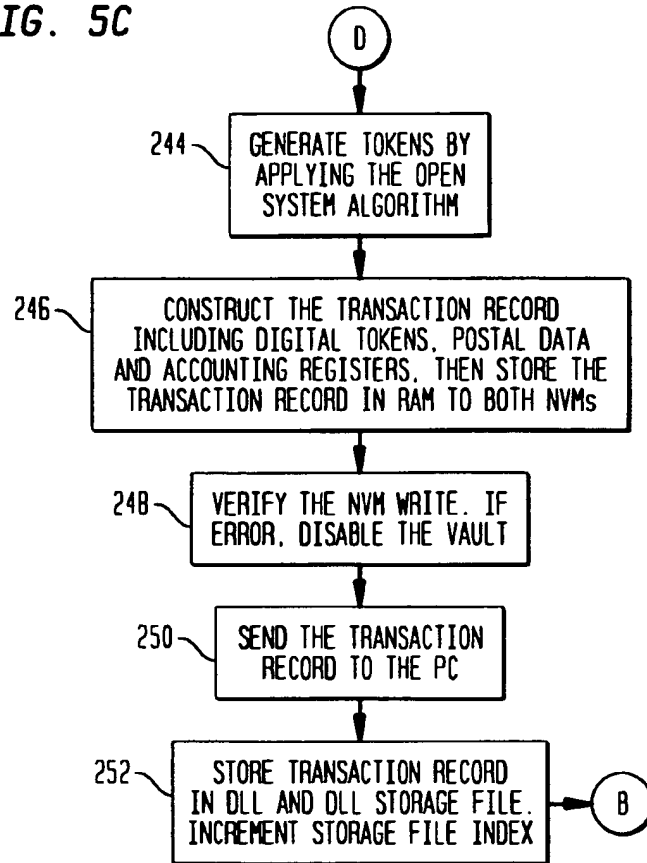 IG. 5C
D
244
GENERATE TOKENS BY
APPLYING THE OPEN
SYSTEM ALGORITHM
246
CONSTRUCT THE TRANSACTION RECORD
INCLUDING DIGITAL TOKENS, POSTAL DATA
AND ACCOUNTING REGISTERS, THEN STORE THE
TRANSACTION RECORD IN RAM TO BOTH NVMs
248
VERIFY THE NVM WRITE. IF
ERROR, DISABLE THE VAULT
250
SEND THE TRANSACTION
RECORD TO THE PC
252
STORE TRANSACTION RECORD
IN DLL AND DLL STORAGE FILE.
INCREMENT STORAGE FILE INDEX
B